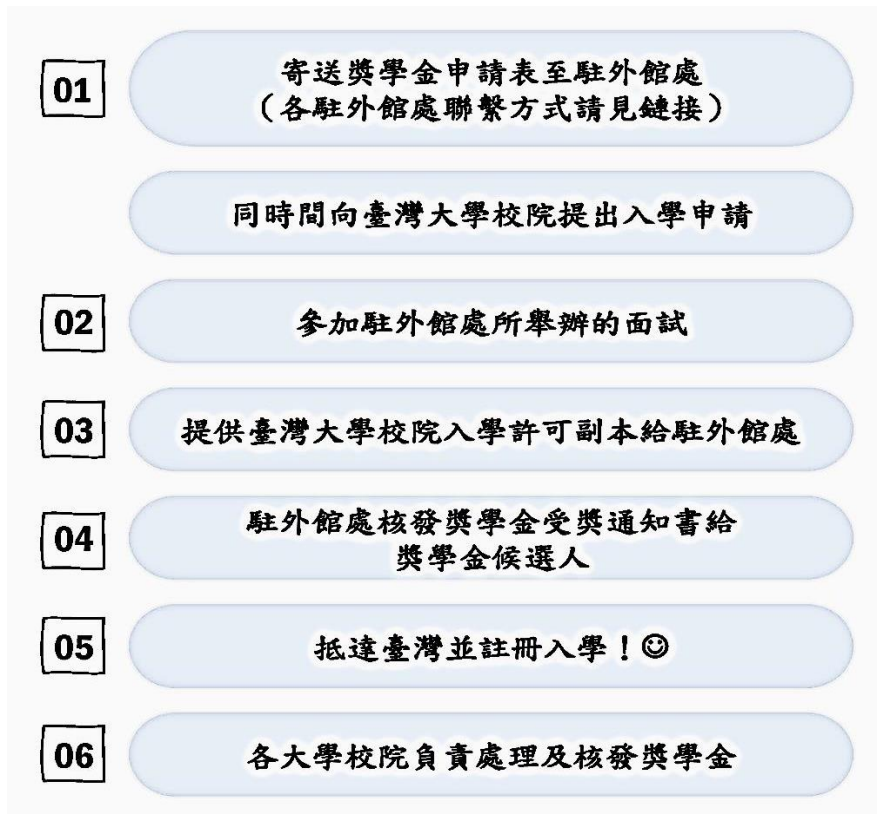 01
寄送獎學金申請表至駐外館處
（各駐外館處聯繫方式請見鏈接）
同時間向臺灣大學校院提出入學申請
02
參加駐外館處所舉辦的面試
03
提供臺灣大學校院入學許可副本給駐外館處
04
駐外館處核發獎學金受獎通知書給
獎學金候選人
05
抵達臺灣並註冊入學！☺
06
各大學校院負責處理及核發獎學金